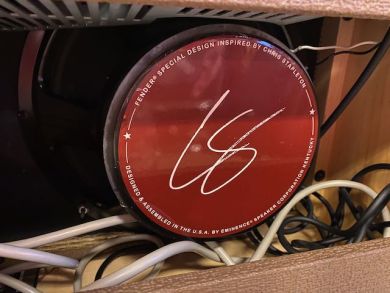 FENDER® SPECIAL DESIGN INSPIRED BY CHRIS STAPLETON
CS
DESIGNED & ASSEMBLED IN THE U.S.A. BY EMINENCE® SPEAKER CORPORATION KENTUCKY